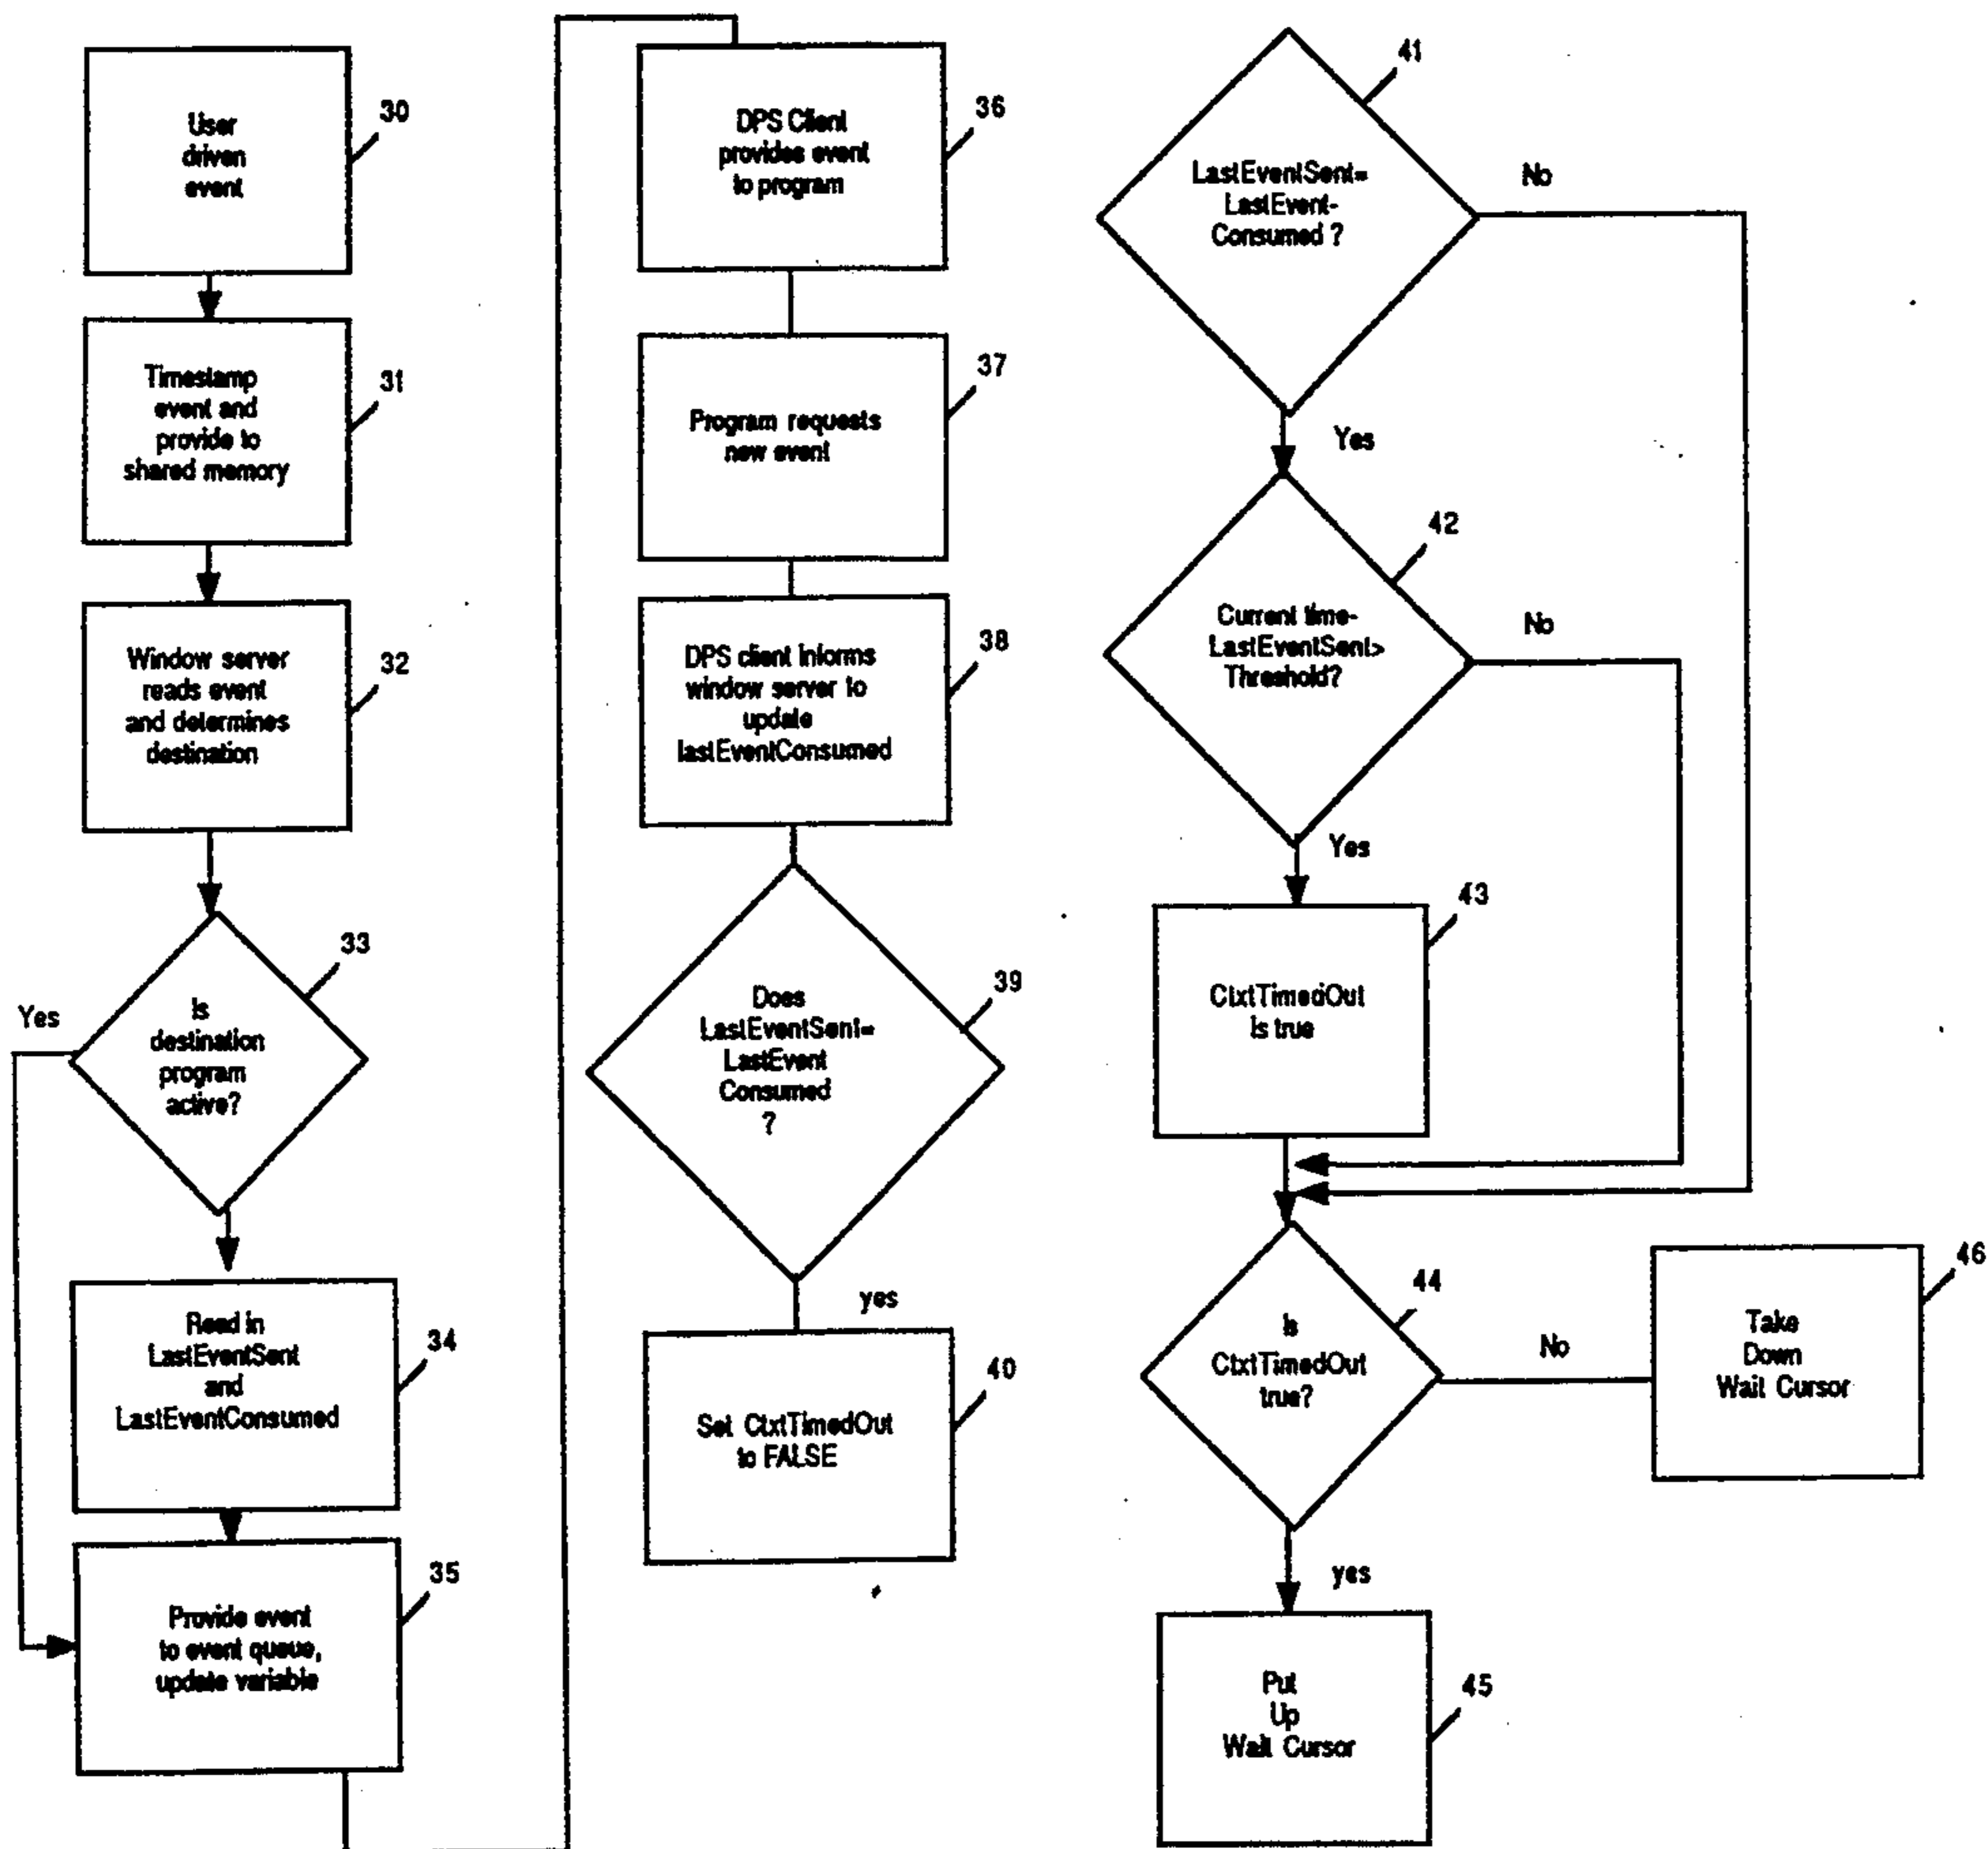 User
driven
event
30
Timestamp
event and
provide to
shared memory
31
Window server
reads event
and determines
destination
32
Is
destination
program
active?
33
Yes
Read in
LastEventSent
and
LastEventConsumed
34
Provide event
to event queue,
update variable
35
DPS Client
provides event
to program
36
Program requests
new event
37
DPS client informs
window server to
update
lastEventConsumed
38
Does
LastEventSent=
LastEvent
Consumed
?
39
yes
Set CtxtTimedOut
to FALSE
40
LastEventSent=
LastEvent-
Consumed ?
41
No
Yes
Current time-
LastEventSent>
Threshold?
42
No
Yes
CtxtTimedOut
is true
43
Is
CtxtTimedOut
true?
44
No
yes
Take
Down
Wait Cursor
46
Put
Up
Wait Cursor
45